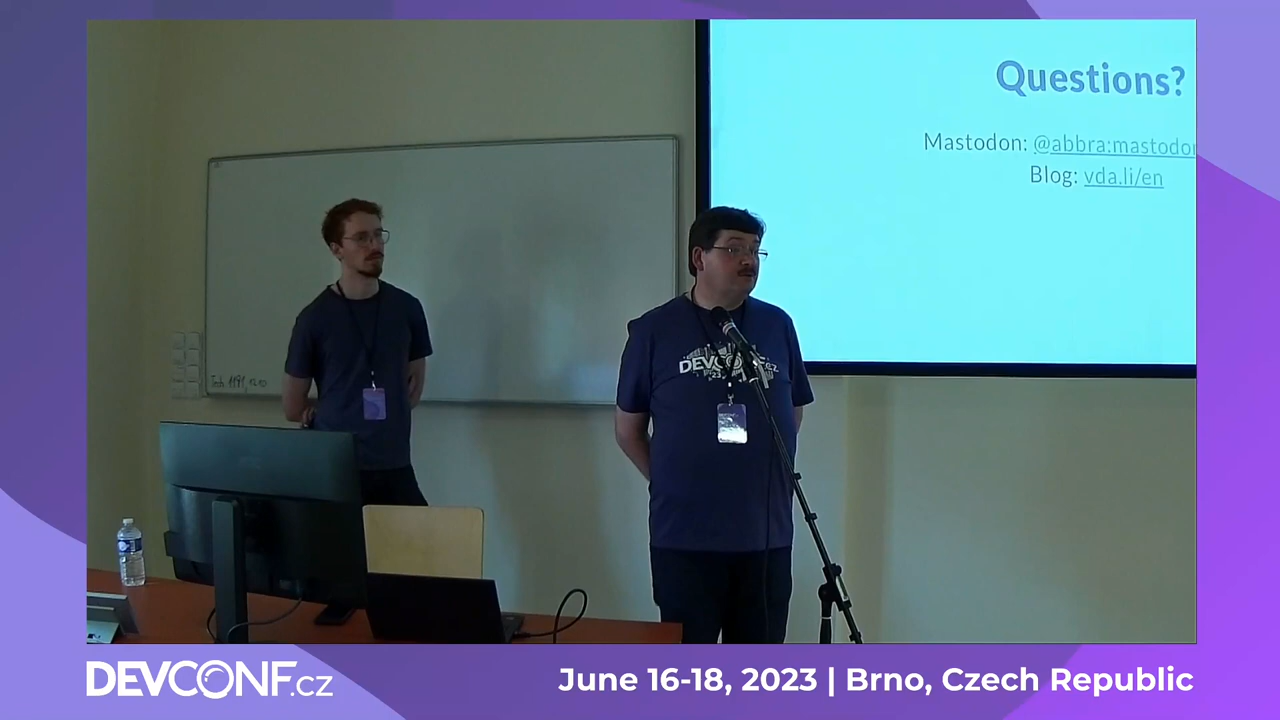 Questions?
Mastodon: @abbra:mastodon
Blog: vda.li/en
DEVCONF.cz
DEVCONF.cz
June 16-18, 2023 | Brno, Czech Republic